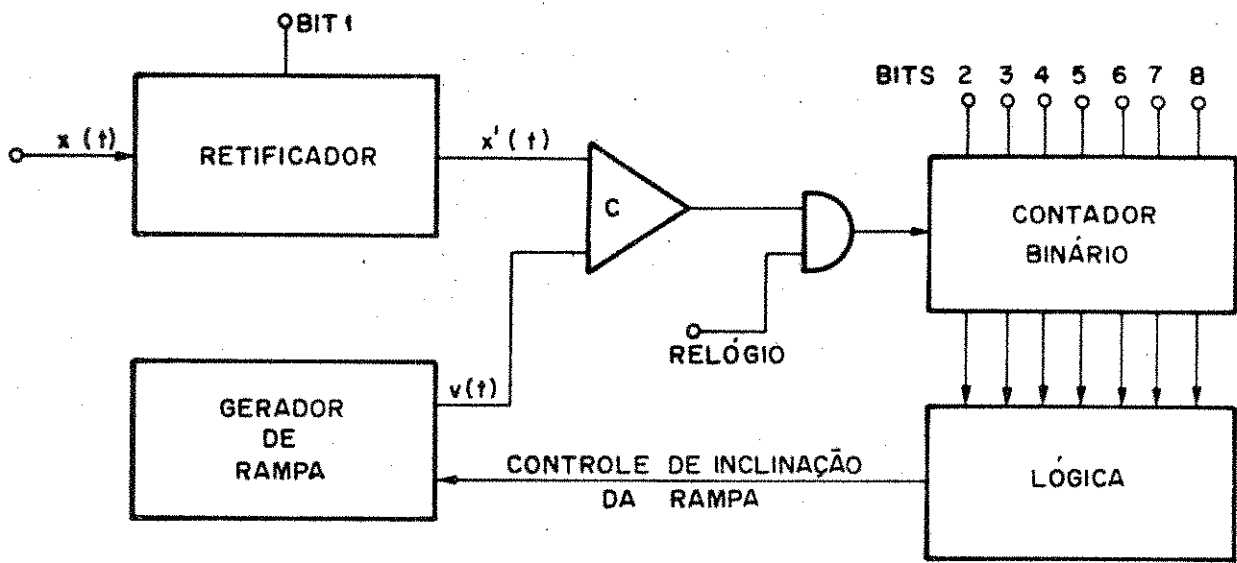 BIT 1
BITS 2 3 4 5 6 7 8
x (t)
RETIFICADOR
x' (t)
C
CONTADOR
BINÁRIO
RELÓGIO
GERADOR
DE
RAMPA
v(t)
CONTROLE DE INCLINAÇÃO
DA RAMPA
LÓGICA